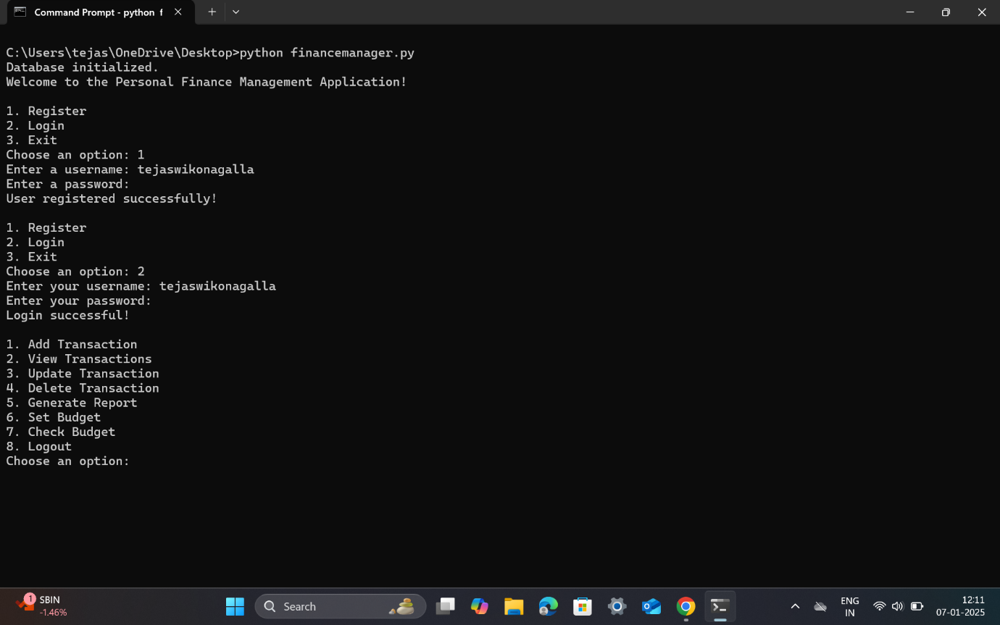 Command Prompt - python f
C:\Users\tejas\OneDrive\Desktop>python financemanager.py
Database initialized.
Welcome to the Personal Finance Management Application!
1. Register
2. Login
3. Exit
Choose an option: 1
Enter a username: tejaswikonagalla
Enter a password:
User registered successfully!
1. Register
2. Login
3. Exit
Choose an option: 2
Enter your username: tejaswikonagalla
Enter your password:
Login successful!
1. Add Transaction
2. View Transactions
3. Update Transaction
4. Delete Transaction
5. Generate Report
6. Set Budget
7. Check Budget
8. Logout
Choose an option:
1
SBIN
-1.46%
Search
ENG
IN
12:11
07-01-2025